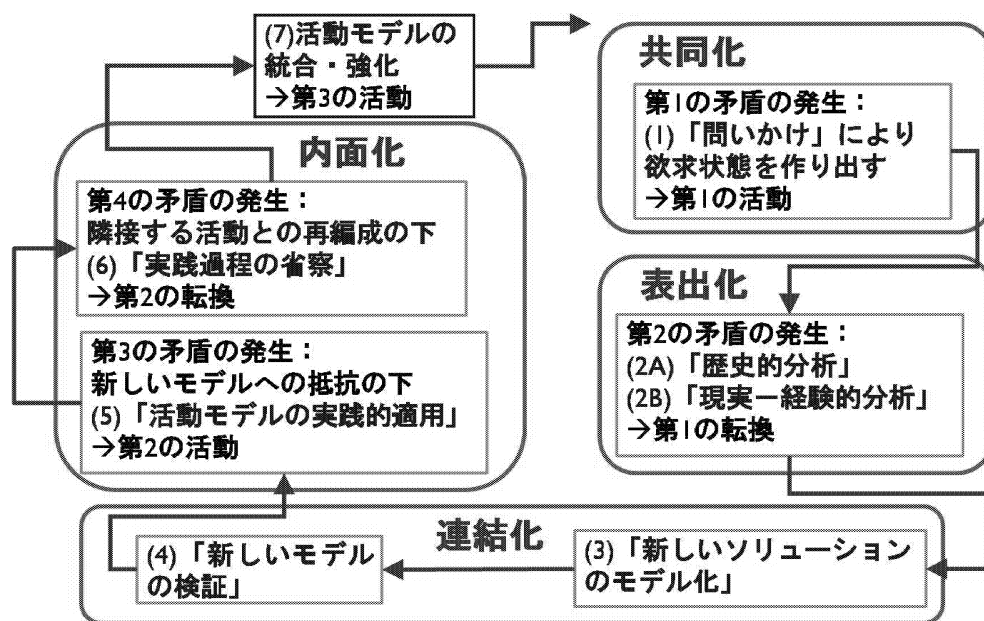 (7)活動モデルの
統合・強化
→第3の活動
共同化
第1の矛盾の発生：
(1)「問いかけ」により
欲求状態を作り出す
→第1の活動
内面化
第4の矛盾の発生：
隣接する活動との再編成の下
(6)「実践過程の省察」
→第2の転換
第3の矛盾の発生：
新しいモデルへの抵抗の下
(5)「活動モデルの実践的適用」
→第2の活動
表出化
第2の矛盾の発生：
(2A)「歴史的分析」
(2B)「現実－経験的分析」
→第1の転換
連結化
(3)「新しいソリューション
のモデル化」
(4)「新しいモデル
の検証」